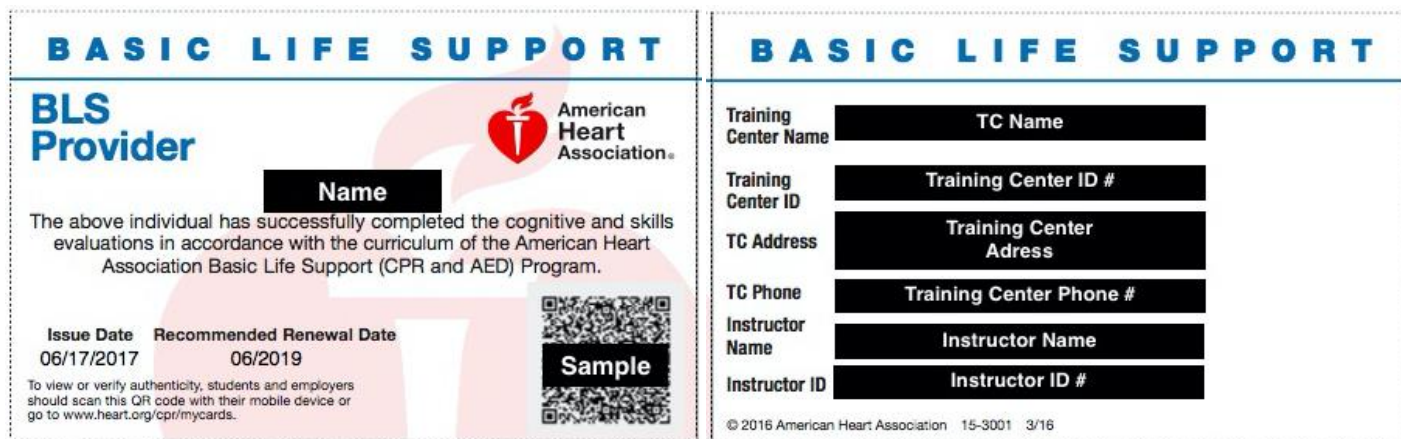 BASIC LIFE SUPPORT
BLS
Provider
American
Heart
Association®
Name
The above individual has successfully completed the cognitive and skills
evaluations in accordance with the curriculum of the American Heart
Association Basic Life Support (CPR and AED) Program.
Issue Date Recommended Renewal Date
06/17/2017 06/2019
To view or verify authenticity, students and employers
should scan this QR code with their mobile device or
go to www.heart.org/cpr/mycards.
Sample
BASIC LIFE SUPPORT
Training
Center Name
TC Name
Training
Center ID
Training Center ID #
TC Address
Training Center
Adress
TC Phone
Training Center Phone #
Instructor
Name
Instructor Name
Instructor ID
Instructor ID #
© 2016 American Heart Association 15-3001 3/16